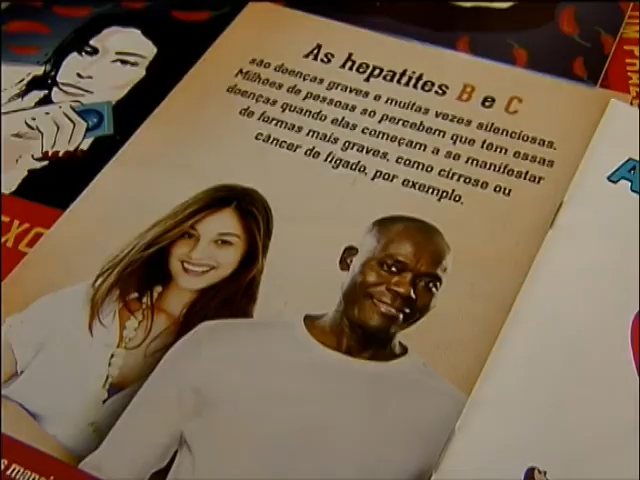 As hepatites B e C
são doenças graves e muitas vezes silenciosas.
Milhões de pessoas só percebem que têm essas
doenças quando elas começam a se manifestar
de formas mais graves, como cirrose ou
câncer de fígado, por exemplo.